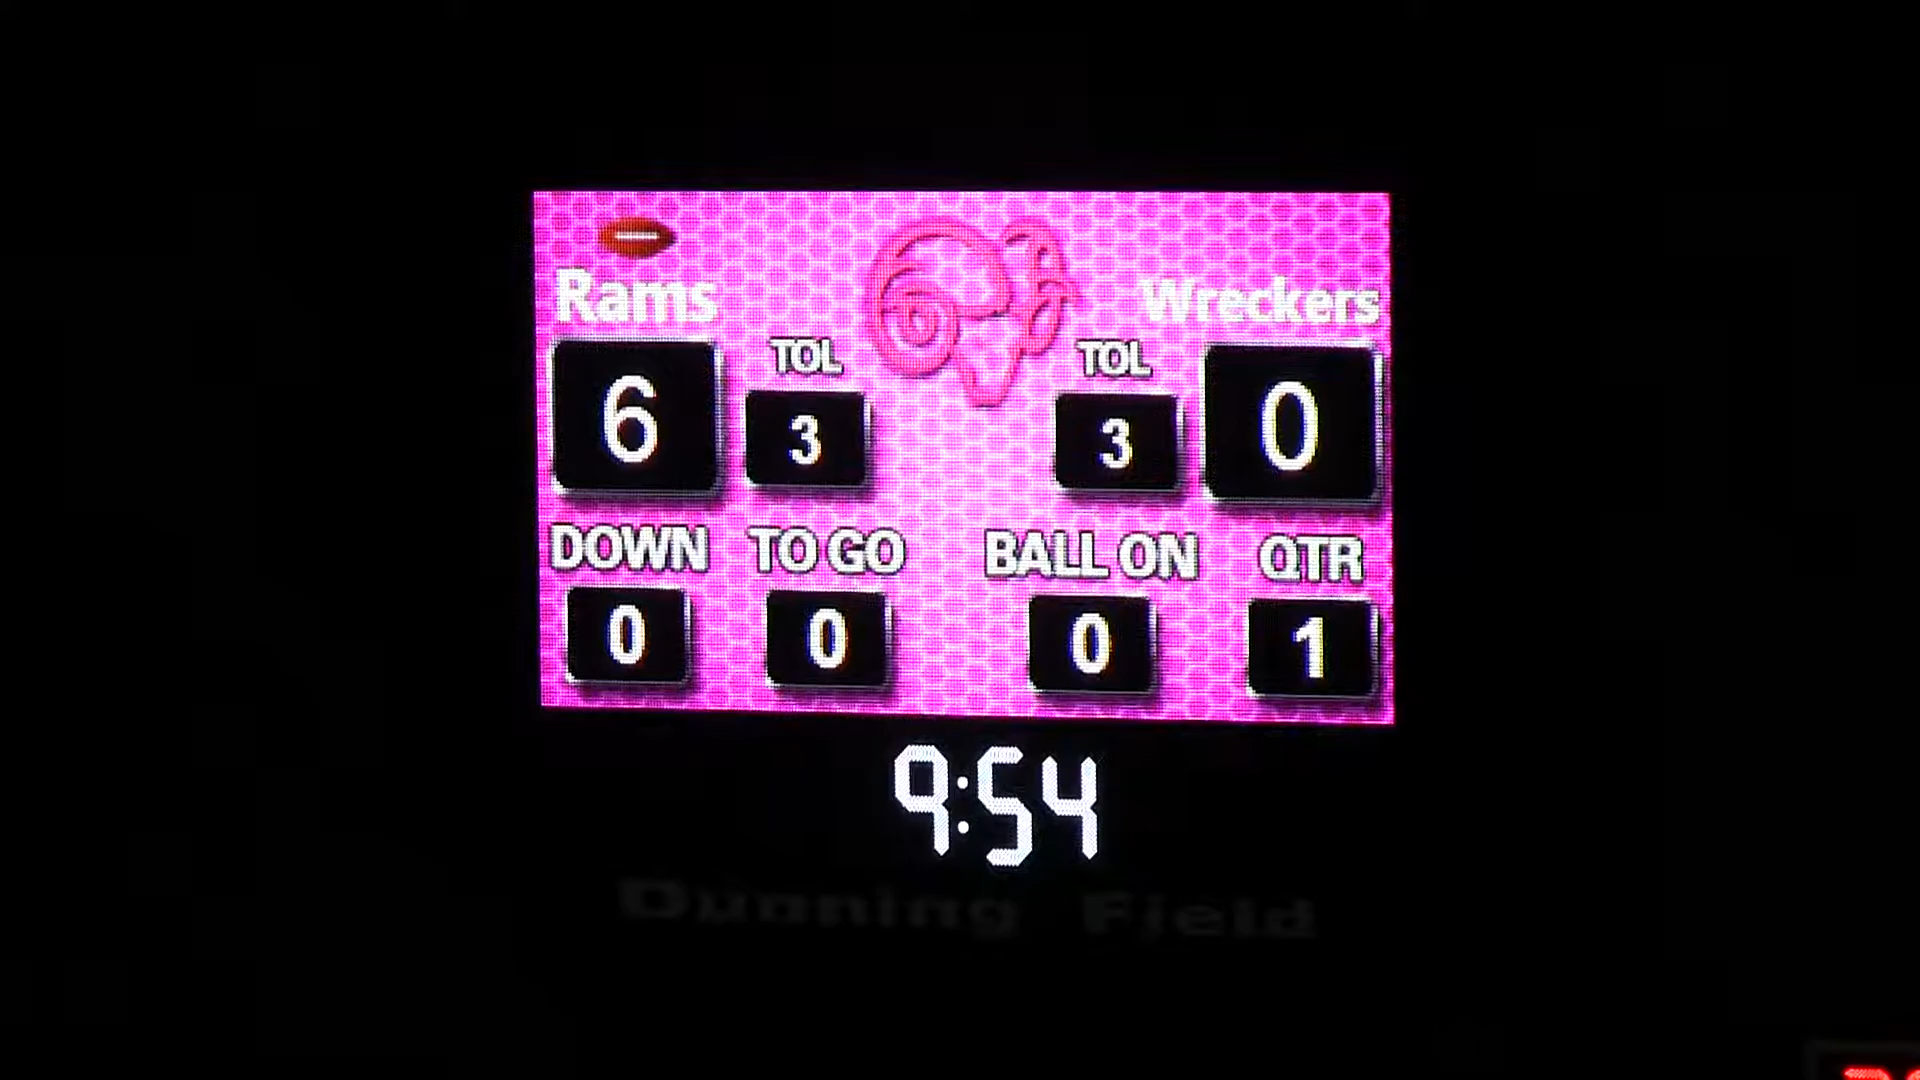 Rams Wreckers
TOL TOL
6 3 3 0
DOWN TO GO BALL ON QTR
0 0 0 1
9:54
Dunning Field